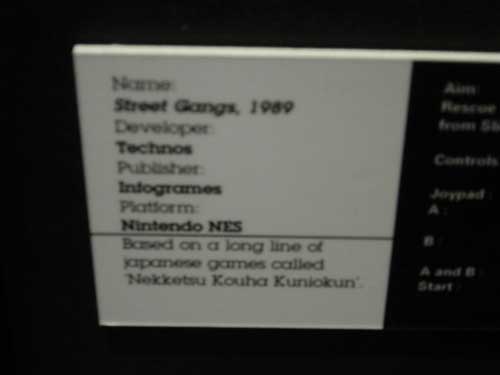 Name:
Street Gangs, 1989
Developer:
Technos
Publisher:
Infogrames
Platform:
Nintendo NES
Based on a long line of
japanese games called
'Nekketsu Kouha Kuniokun'.
Aim:
Rescue
from
Controls
Joypad :
A :
B :
A and B :
Start :